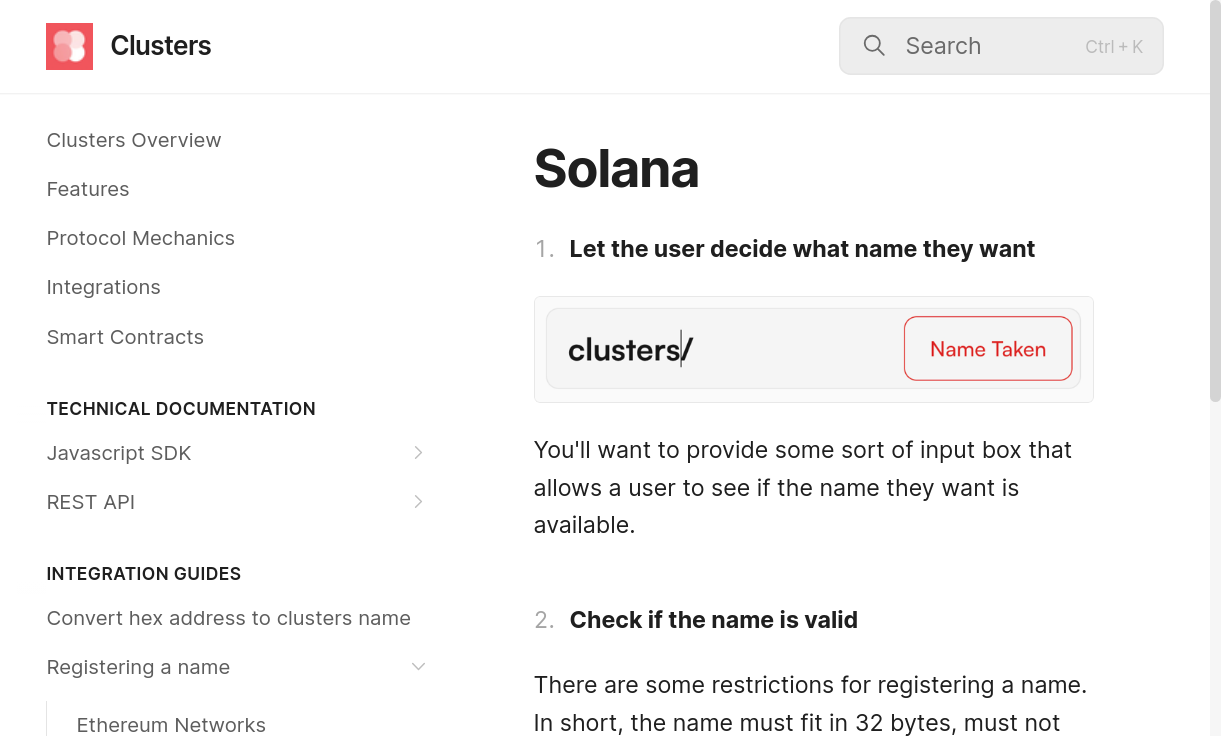 Clusters
Search
Ctrl + K
Clusters Overview
Features
Protocol Mechanics
Integrations
Smart Contracts
TECHNICAL DOCUMENTATION
Javascript SDK
REST API
INTEGRATION GUIDES
Convert hex address to clusters name
Registering a name
Ethereum Networks
Solana
1. Let the user decide what name they want
clusters/
Name Taken
You'll want to provide some sort of input box that
allows a user to see if the name they want is
available.
2. Check if the name is valid
There are some restrictions for registering a name.
In short, the name must fit in 32 bytes, must not